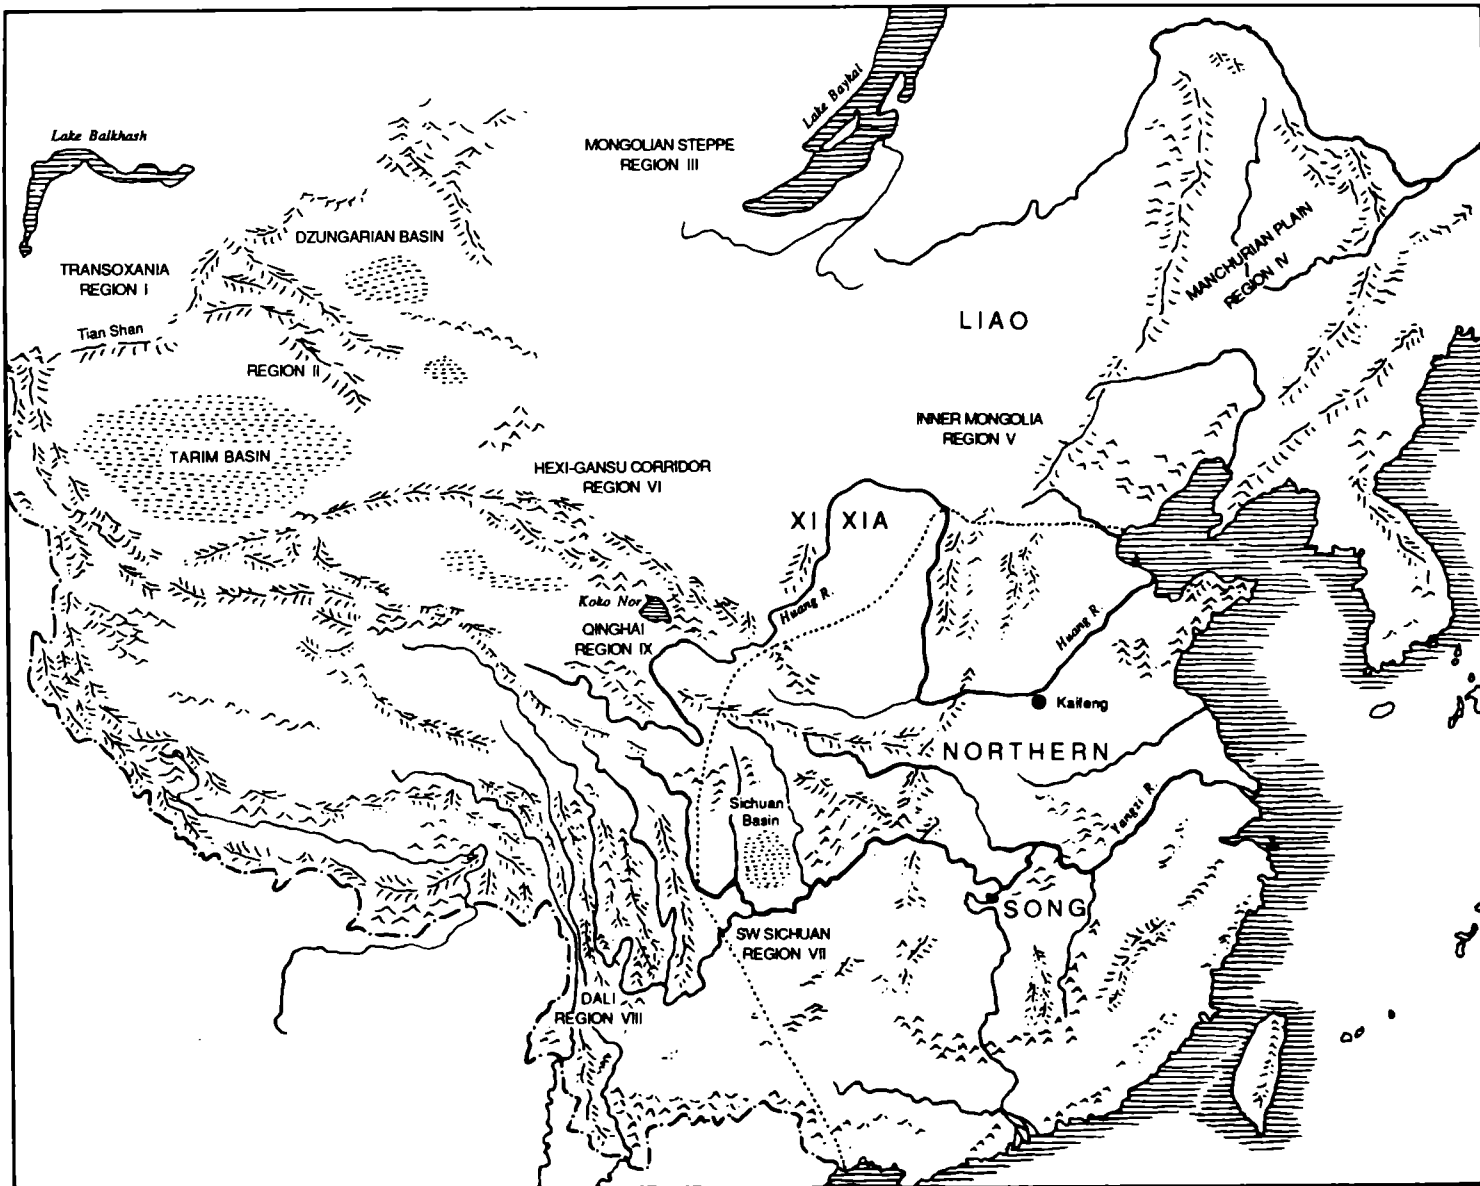 Lake Balkhash
Lake Baykal
MONGOLIAN STEPPE
REGION III
DZUNGARIAN BASIN
TRANSOXANIA
REGION I
MANCHURIAN PLAIN
REGION IV
Tian Shan
LIAO
REGION II
INNER MONGOLIA
REGION V
TARIM BASIN
HEXI-GANSU CORRIDOR
REGION VI
XI XIA
Koko Nor
Huang R.
Huang R.
QINGHAI
REGION IX
Kaifeng
NORTHERN
Sichuan
Basin
Yangzi R.
SONG
SW SICHUAN
REGION VII
DALI
REGION VIII